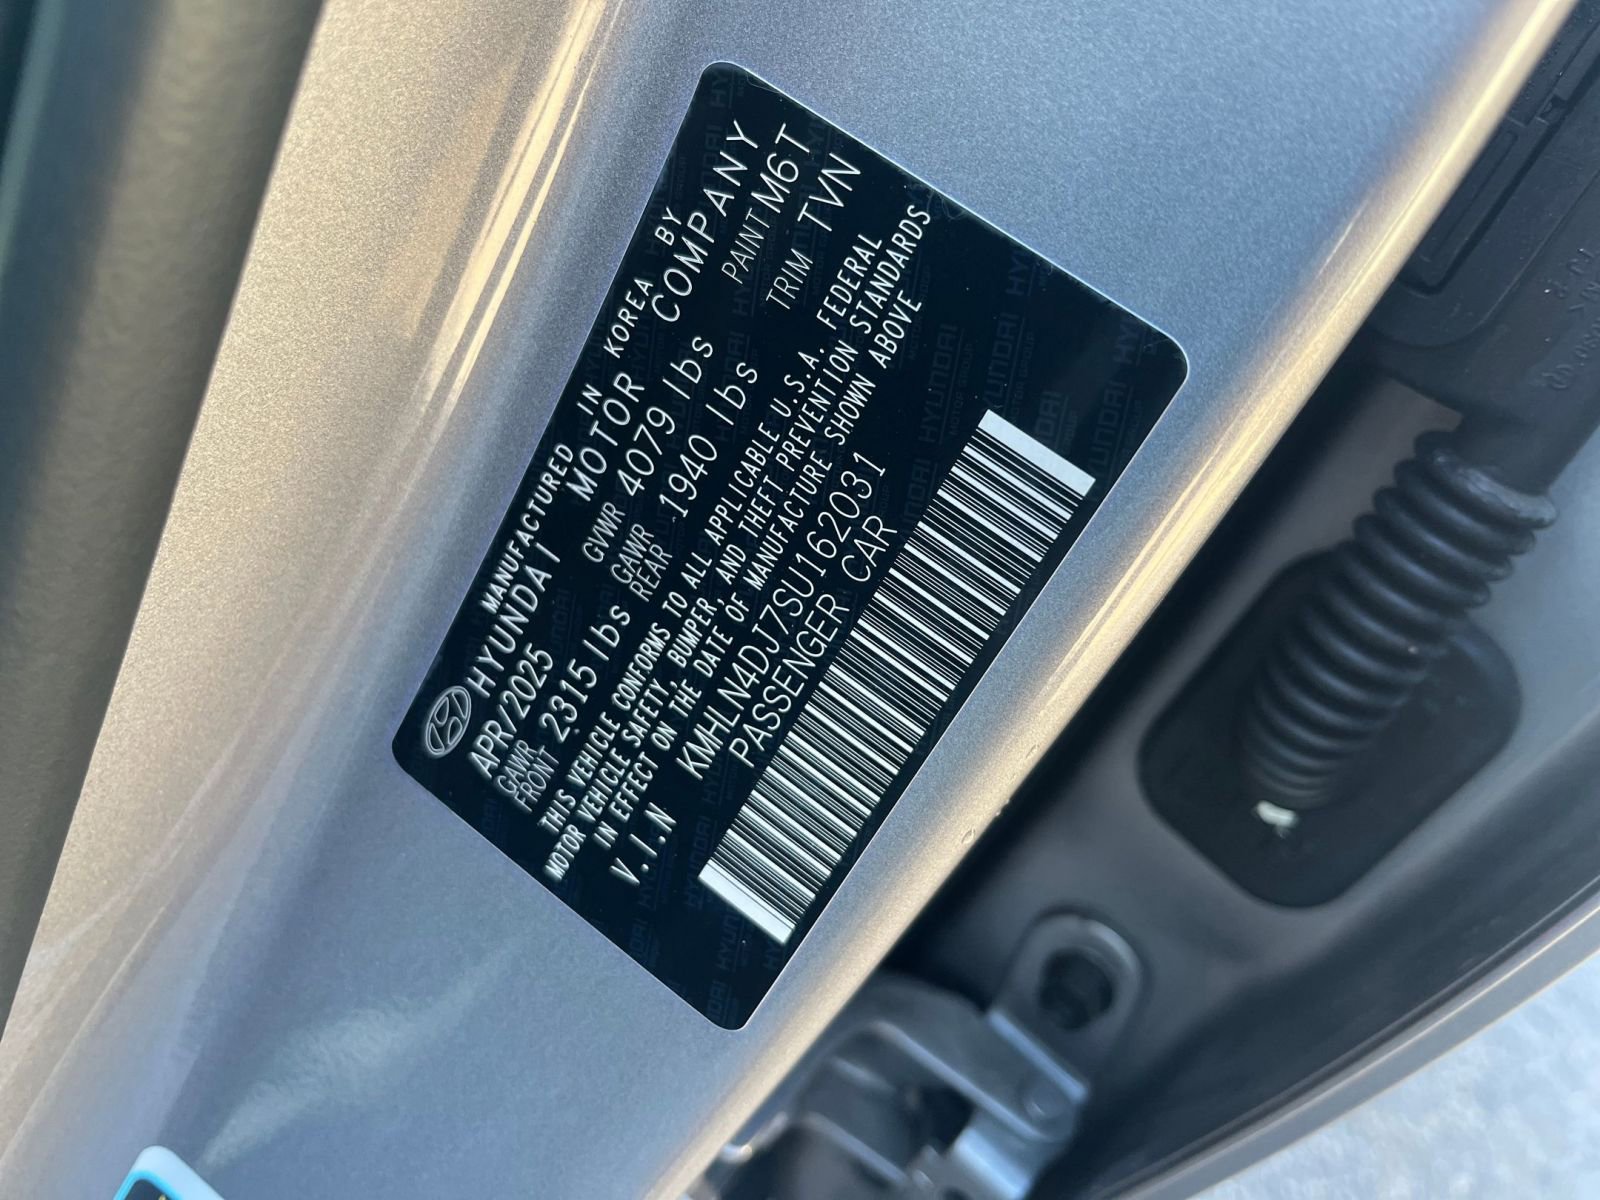 MANUFACTURED IN KOREA BY
HYUNDAI MOTOR COMPANY
APR/2025 GVWR 4079 lbs PAINT M6T
GAWR FRONT 2315 lbs GAWR REAR 1940 lbs TRIM TVN
THIS VEHICLE CONFORMS TO ALL APPLICABLE U.S.A. FEDERAL
MOTOR VEHICLE SAFETY, BUMPER, AND THEFT PREVENTION STANDARDS
IN EFFECT ON THE DATE OF MANUFACTURE SHOWN ABOVE
V.I.N KMHLN4DJ7SU162031
PASSENGER CAR